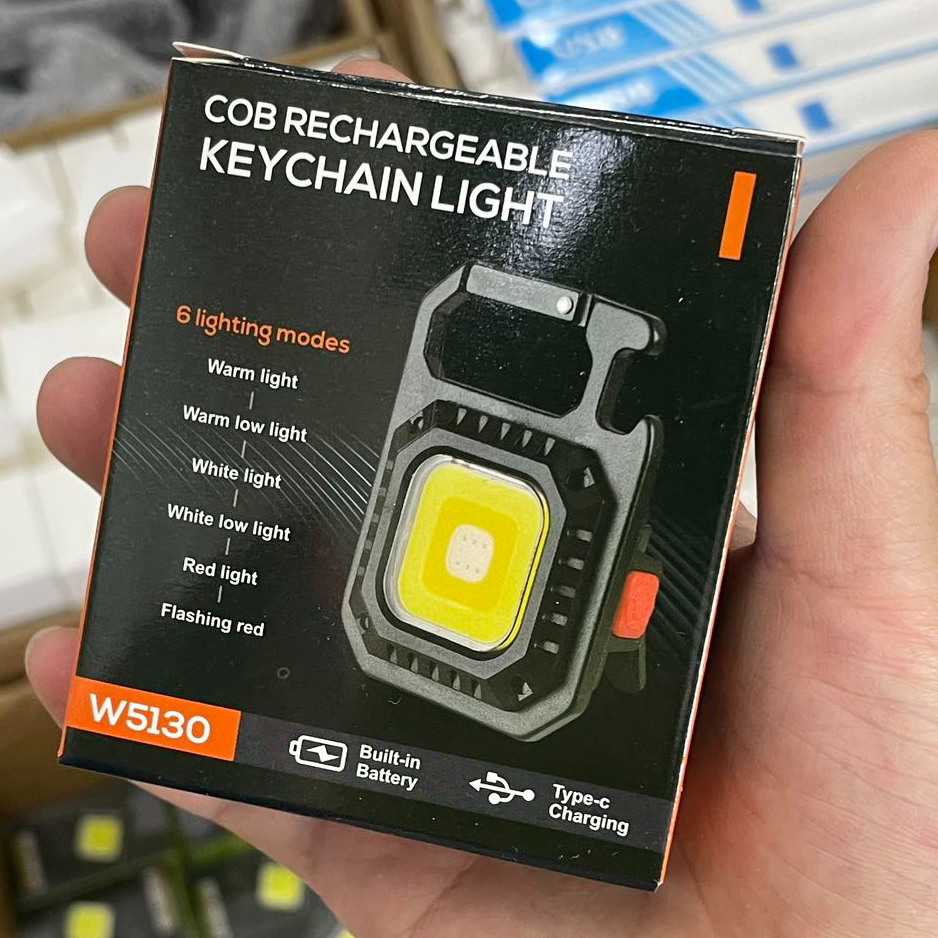 COB RECHARGEABLE
KEYCHAIN LIGHT
6 lighting modes
Warm light
Warm low light
White light
White low light
Red light
Flashing red
W5130
Built-in
Battery
Type-c
Charging
USB